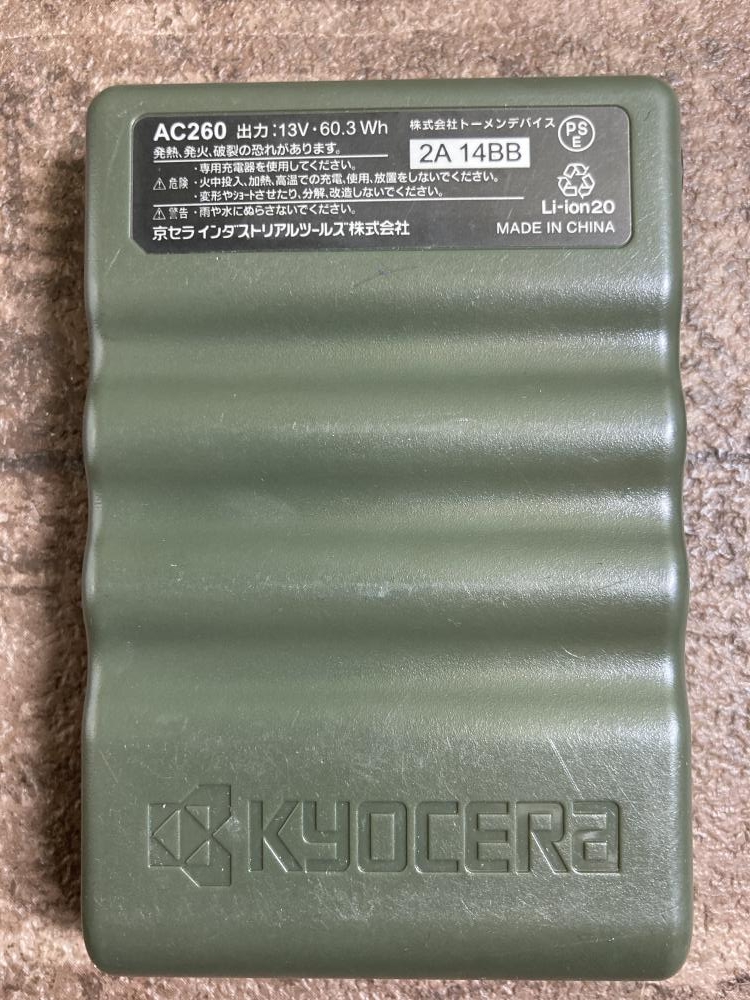 AC260 出力:13V・60.3Wh
株式会社トーメンデバイス
PS
E
発熱、発火、破裂の恐れがあります。
2A 14BB
⚠危険・専用充電器を使用してください。
・火中投入、加熱、高温での充電、使用、放置をしないでください。
・変形やショートさせたり、分解、改造しないでください。
⚠警告・雨や水にぬらさないでください。
Li-ion20
京セラインダストリアルツールズ株式会社
MADE IN CHINA
KYOCERA